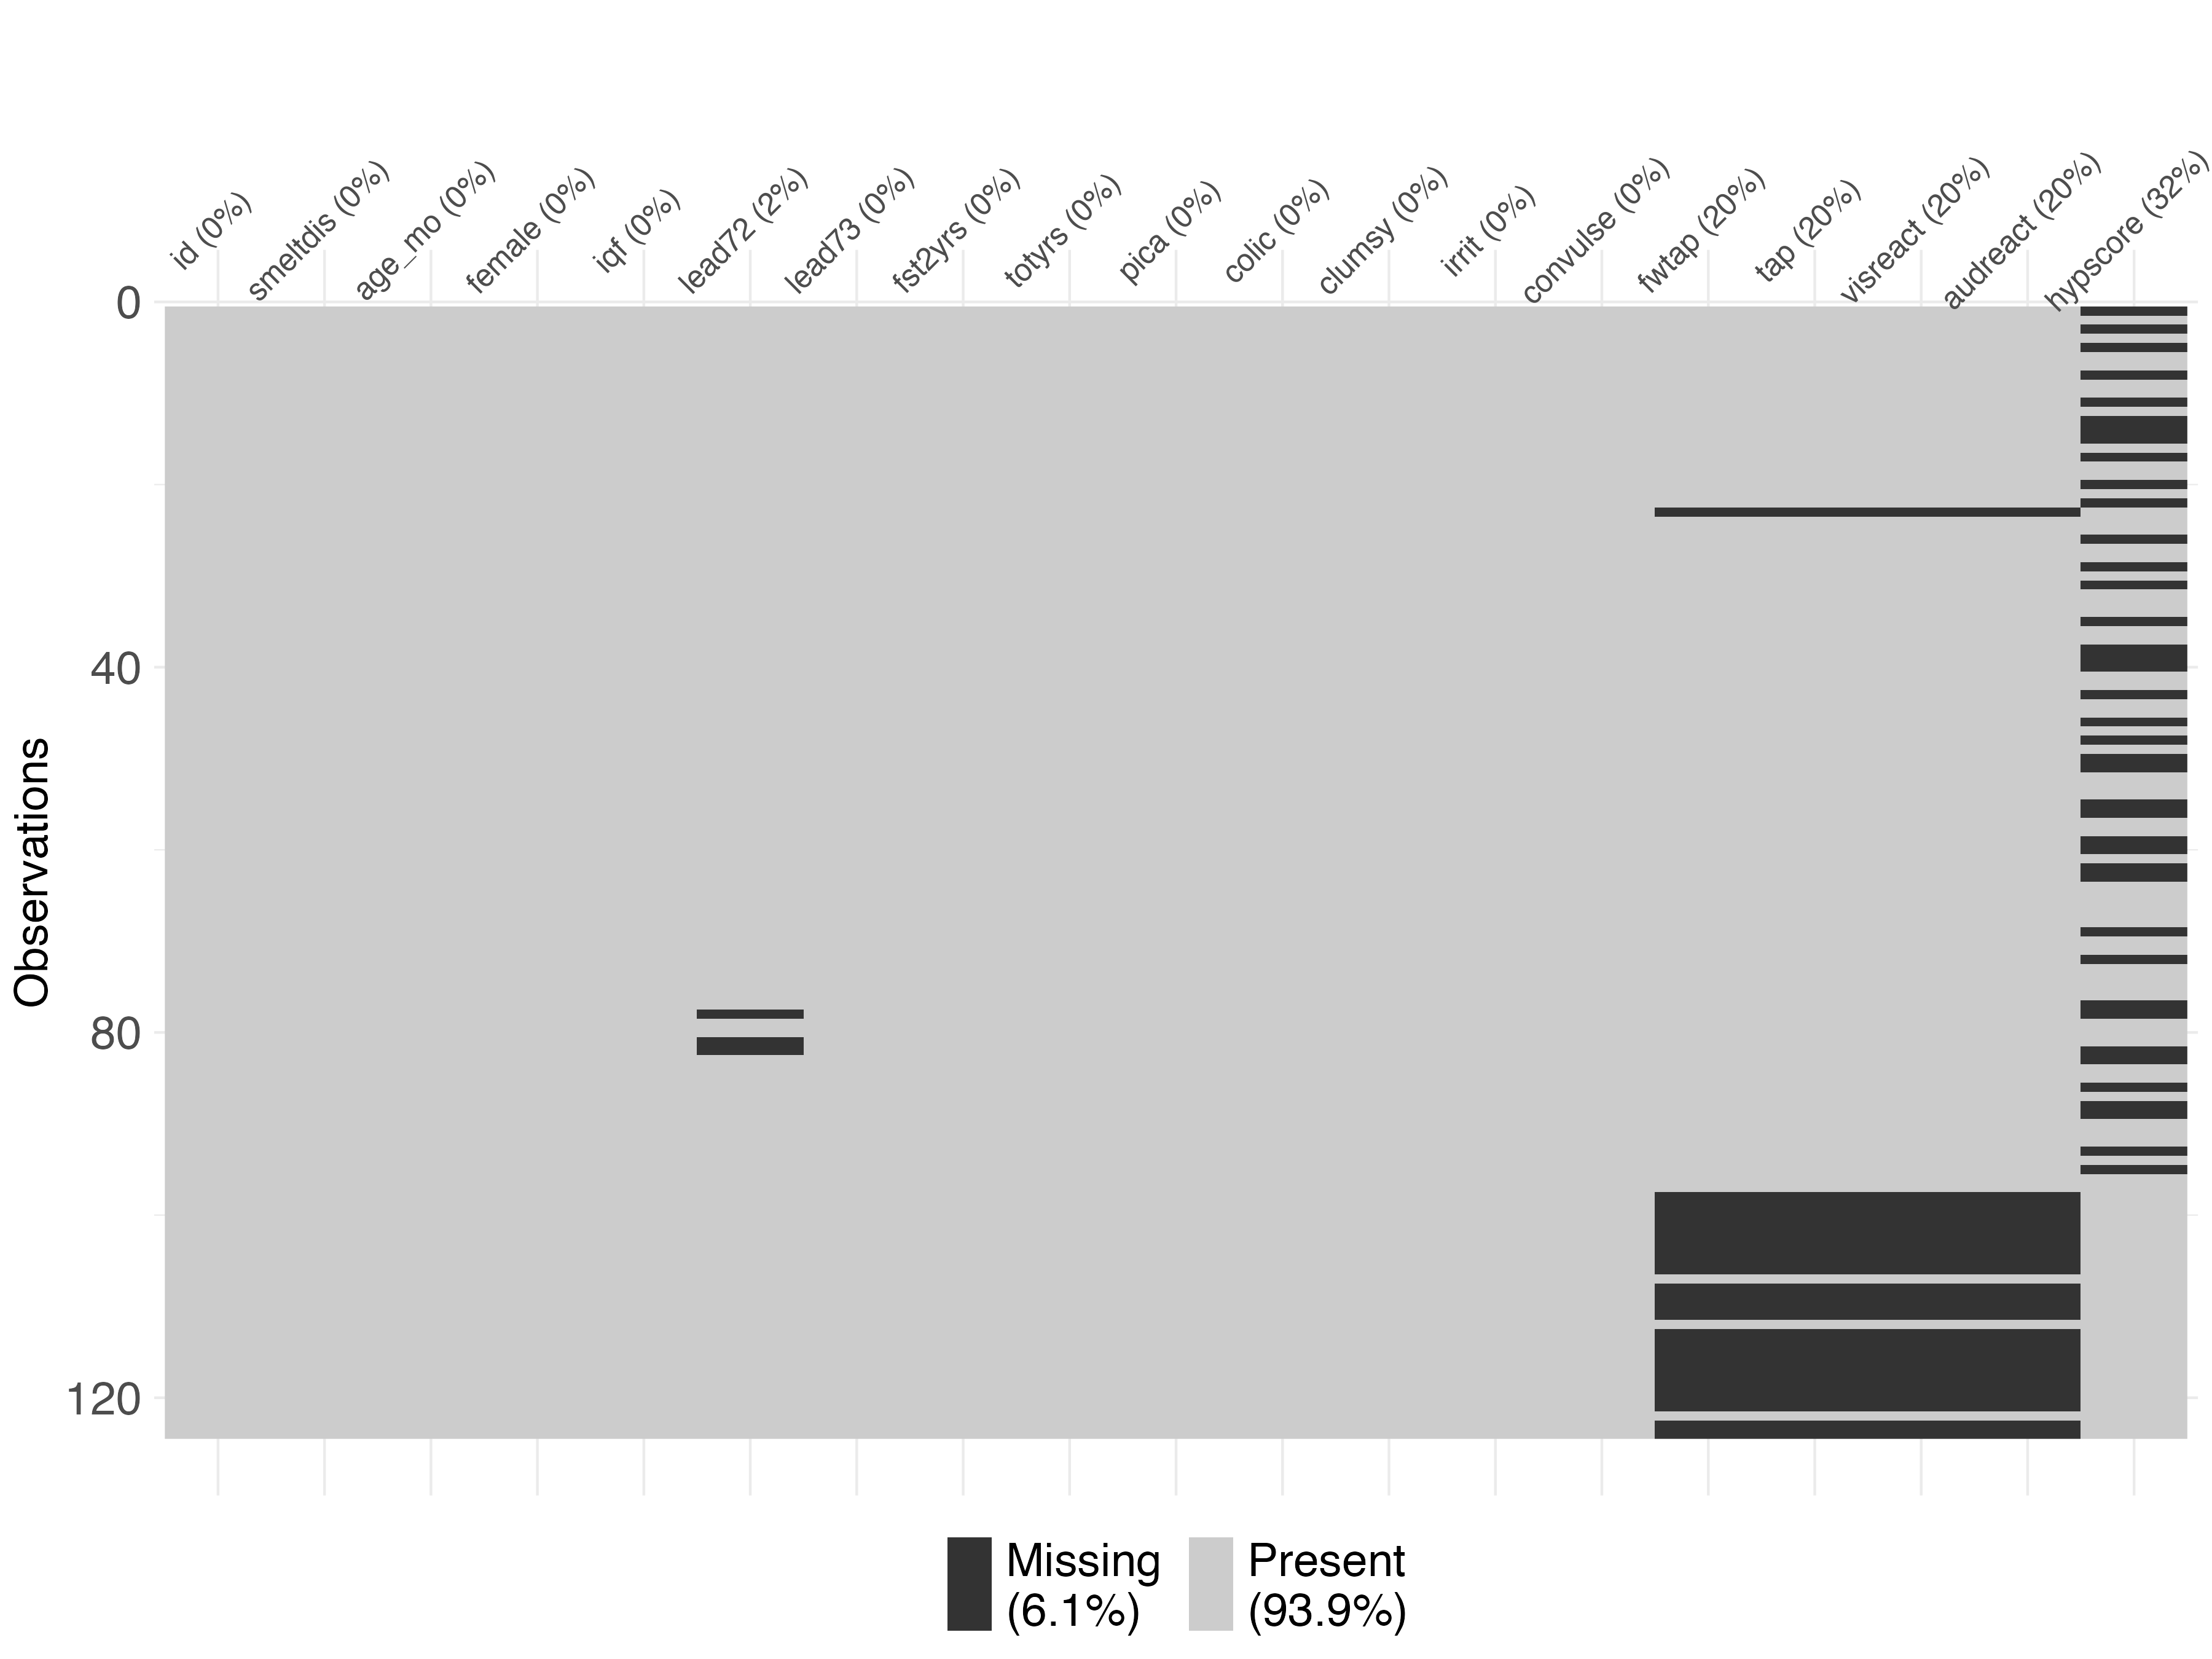 id (0%)
smeltdis (0%)
age_mo (0%)
female (0%)
iqf (0%)
lead72 (2%)
lead73 (0%)
fst2yrs (0%)
totyrs (0%)
pica (0%)
colic (0%)
clumsy (0%)
irrit (0%)
convulse (0%)
fwtap (20%)
tap (20%)
visreact (20%)
audreact (20%)
hypscore (32%)
0
40
80
120
Observations
Missing
(6.1%)
Present
(93.9%)